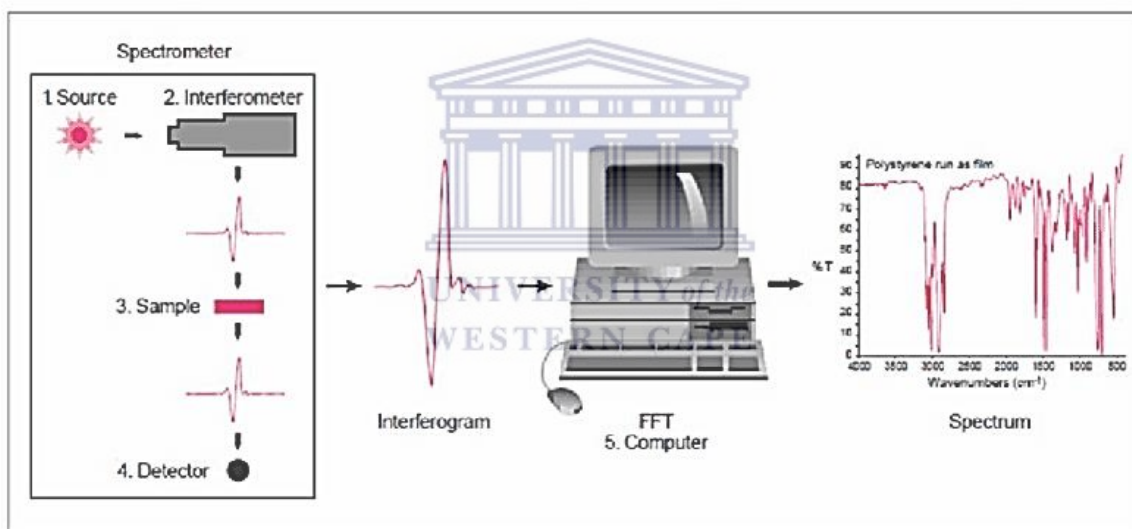 Spectrometer
1. Source
2. Interferometer
3. Sample
4. Detector
Interferogram
UNIVERSITY of the
WESTERN CAPE
FFT
5. Computer
Polystyrene run as film
90
80
70
60
50
%T
40
30
20
10
0
4000 3500 3000 2500 2000 1500 1000 500
Wavenumbers (cm-1)
Spectrum